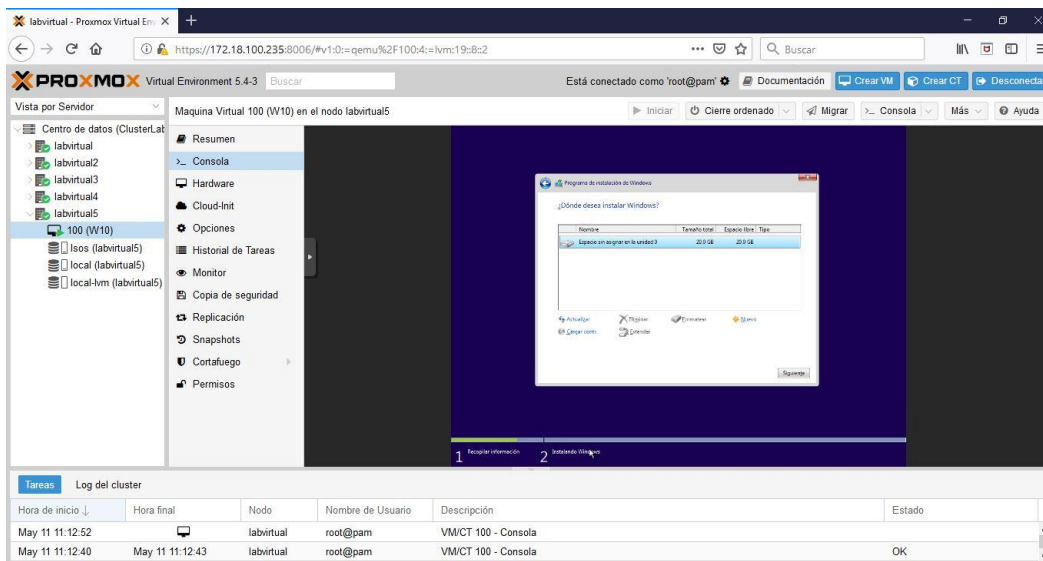 labvirtual - Proxmox Virtual Env
https://172.18.100.235:8006/#v1:0:=qemu%2F100:4:=lvm:19::8::2
Buscar
PROXMOX Virtual Environment 5.4-3 Buscar
Está conectado como 'root@pam' Documentación Crear VM Crear CT Desconecta
Vista por Servidor
Maquina Virtual 100 (W10) en el nodo labvirtual5
Iniciar Cierre ordenado Migrar Consola Más Ayuda
Centro de datos (ClusterLab
labvirtual
labvirtual2
labvirtual3
labvirtual4
labvirtual5
100 (W10)
Isos (labvirtual5)
local (labvirtual5)
local-lvm (labvirtual5)
Resumen
Consola
Hardware
Cloud-Init
Opciones
Historial de Tareas
Monitor
Copia de seguridad
Replicación
Snapshots
Cortafuego
Permisos
Programa de instalación de Windows
¿Dónde desea instalar Windows?
Nombre Tamaño total Espacio libre Tipo
Espacio sin asignar en la unidad 0 20.0 GB 20.0 GB
Actualizar Eliminar Formatear Nuevo
Cargar contr. Extender
Siguiente
1 Recopilar información 2 Instalando Windows
Tareas Log del cluster
Hora de inicio ↓ Hora final Nodo Nombre de Usuario Descripción Estado
May 11 11:12:52 labvirtual root@pam VM/CT 100 - Consola
May 11 11:12:40 May 11 11:12:43 labvirtual root@pam VM/CT 100 - Consola OK